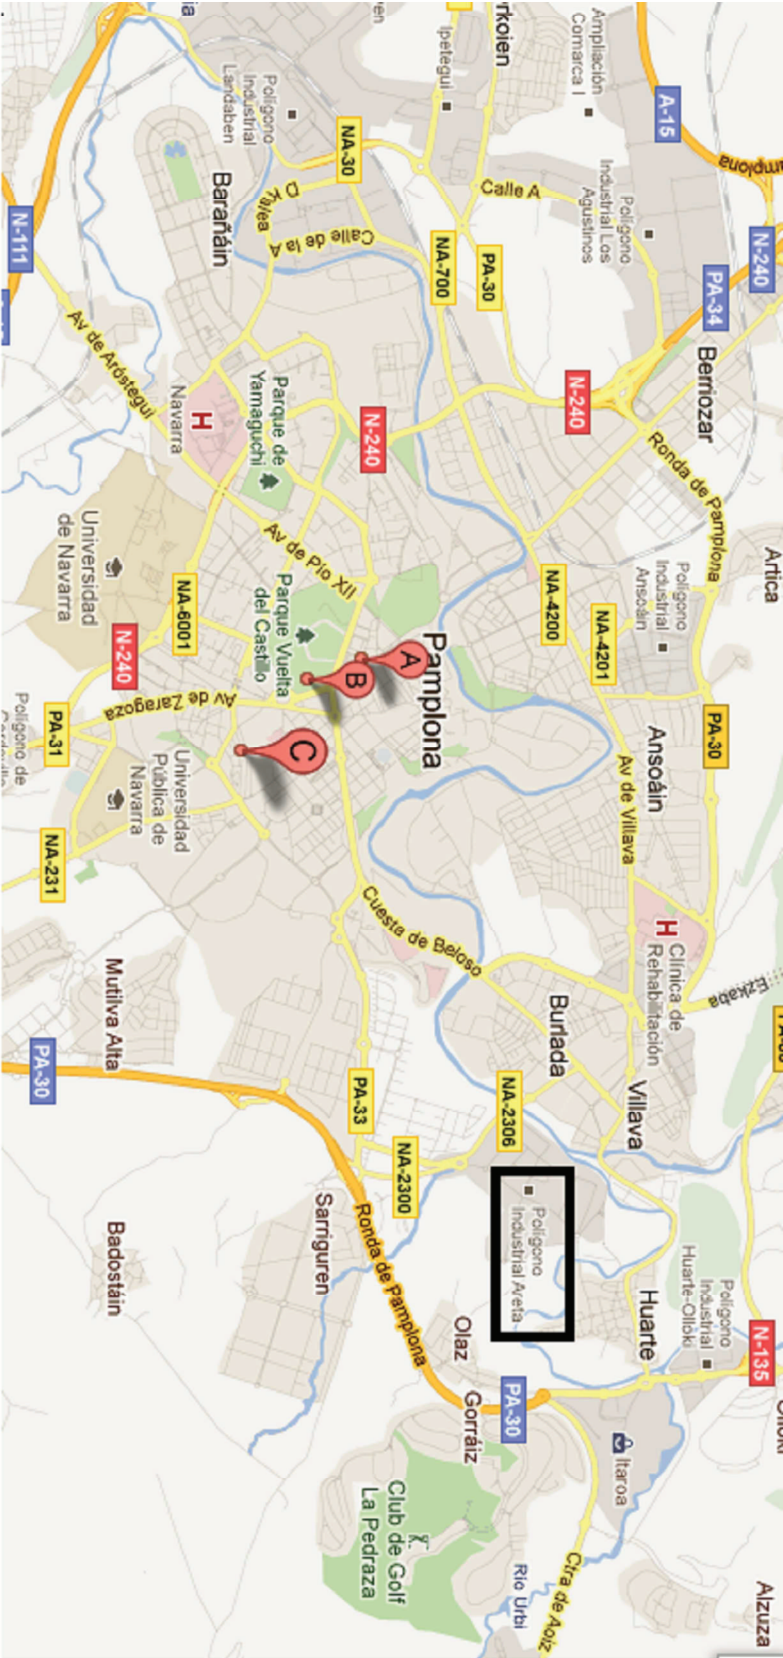 N-240
N-135
Artica
Alzuza
PA-34
Berriozar
Ronda de Pamplona
PA-30
Ezkaba
Polígono
Industrial
Huarte-Olloki
A-15
Clínica de
Rehabilitación
H
Polígono
Industrial
Ansoáin
Ansoáin
Huarte
Polígono
Industrial Los
Agustinos
Av de Villava
Villava
Itaroa
Ampliación
Comarca I
NA-4201
N-240
Burlada
Ctra de Aoiz
NA-4200
Polígono
Industrial Areta
Calle A
NA-2306
PA-30
Río Urbi
PA-30
Cuesta de Beloso
Olaz
Gorráiz
Ipetegui
NA-700
Pamplona
A
NA-2300
Club de Golf
La Pedraza
N-240
Ronda de Pamplona
PA-33
B
NA-30
Calle de la A
Av de Pío XII
C
Sarriguren
Polígono
Industrial
Landaben
Parque de
Yamaguchi
Parque Vuelta
del Castillo
Barañáin
H
Navarra
NA-6001
Av de Zaragoza
Universidad
Pública de
Navarra
Av de Aróstegui
N-240
Mutilva Alta
Badostáin
Universidad
de Navarra
PA-31
NA-231
PA-30
N-111
Polígono de